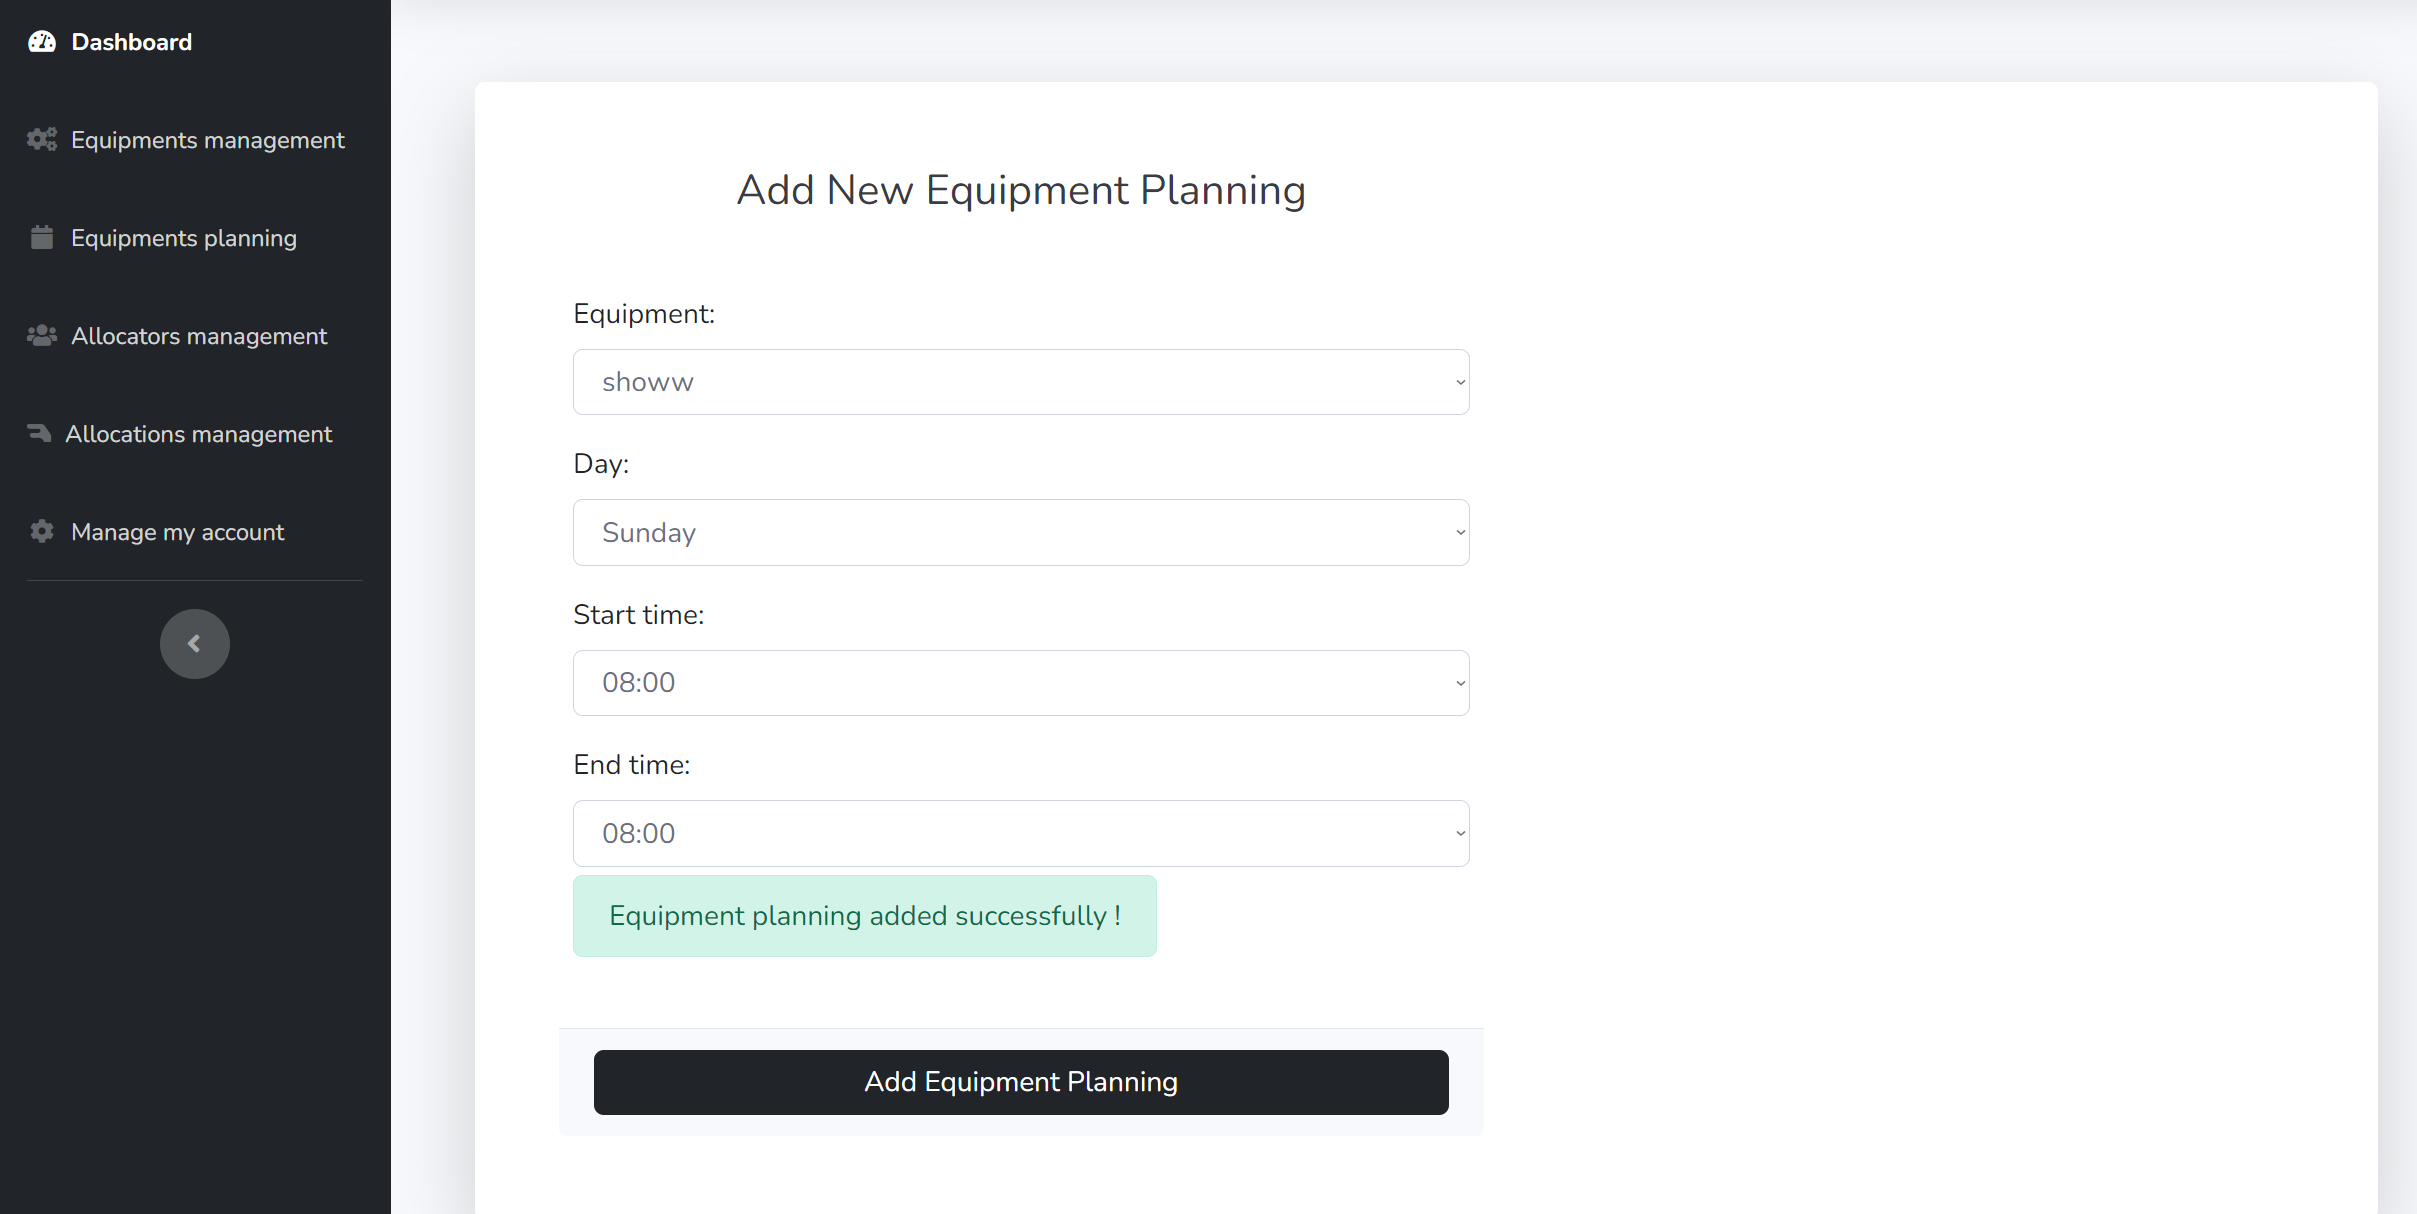 Dashboard
Equipments management
Equipments planning
Allocators management
Allocations management
Manage my account
Add New Equipment Planning
Equipment:
showw
Day:
Sunday
Start time:
08:00
End time:
08:00
Equipment planning added successfully !
Add Equipment Planning